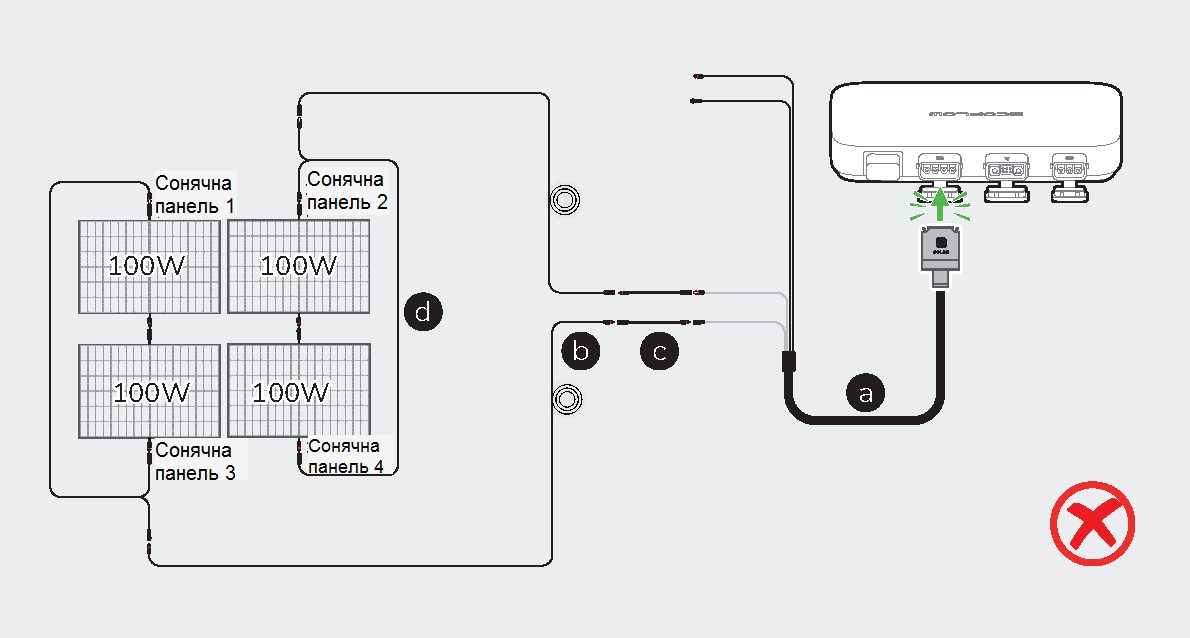 Сонячна
панель 1
Сонячна
панель 2
100W
100W
d
b
c
100W
100W
a
Сонячна
панель 3
Сонячна
панель 4